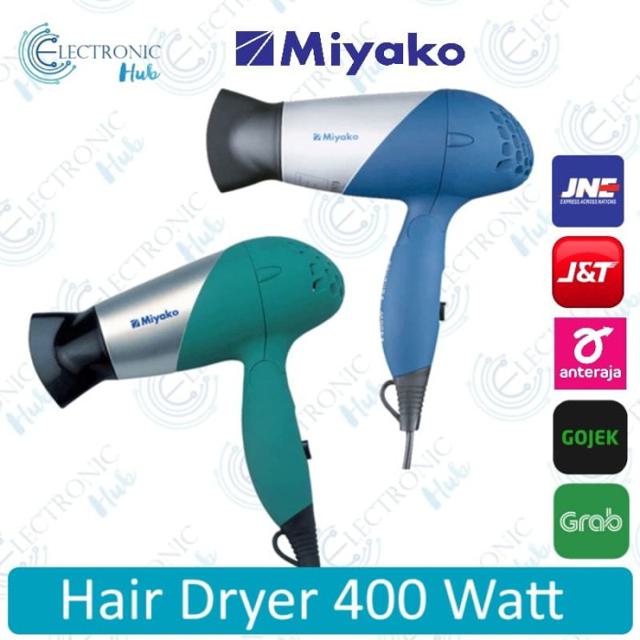 ELECTRONIC
Hub
Miyako
Miyako
JNE
EXPRESS ACROSS NATIONS
J&T
Miyako
anteraja
GOJEK
Grab
Hair Dryer 400 Watt